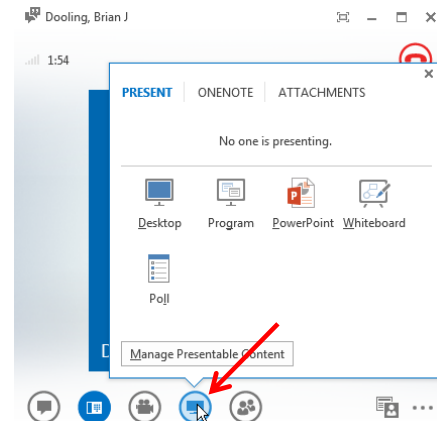 Dooling, Brian J
1:54
PRESENT ONENOTE ATTACHMENTS
No one is presenting.
Desktop Program PowerPoint Whiteboard
Poll
D
Manage Presentable Content